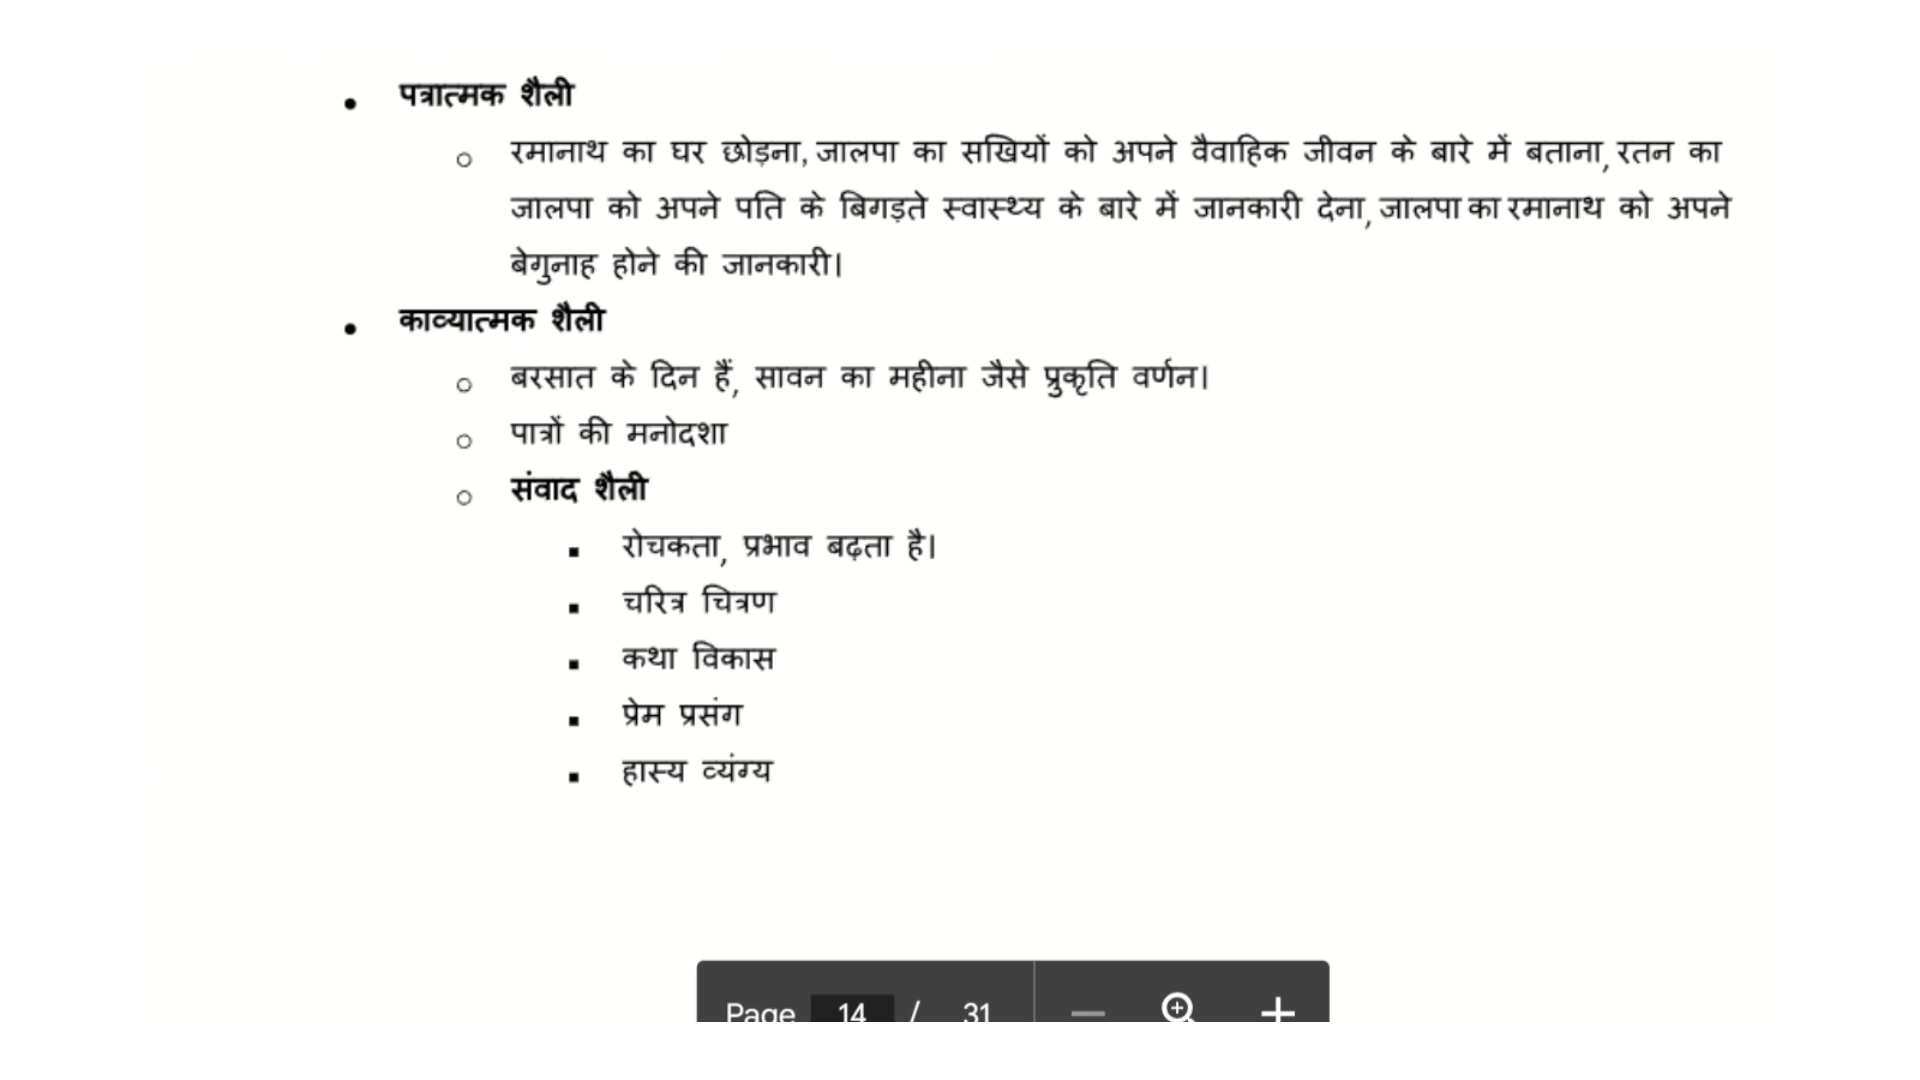 • पत्रात्मक शैली
○ रमानाथ का घर छोड़ना, जालपा का सखियों को अपने वैवाहिक जीवन के बारे में बताना, रतन का
जालपा को अपने पति के बिगड़ते स्वास्थ्य के बारे में जानकारी देना, जालपा का रमानाथ को अपने
बेगुनाह होने की जानकारी।
• काव्यात्मक शैली
○ बरसात के दिन हैं, सावन का महीना जैसे प्रुकृति वर्णन।
○ पात्रों की मनोदशा
○ संवाद शैली
▪ रोचकता, प्रभाव बढ़ता है।
▪ चरित्र चित्रण
▪ कथा विकास
▪ प्रेम प्रसंग
▪ हास्य व्यंग्य
Page 14 / 31